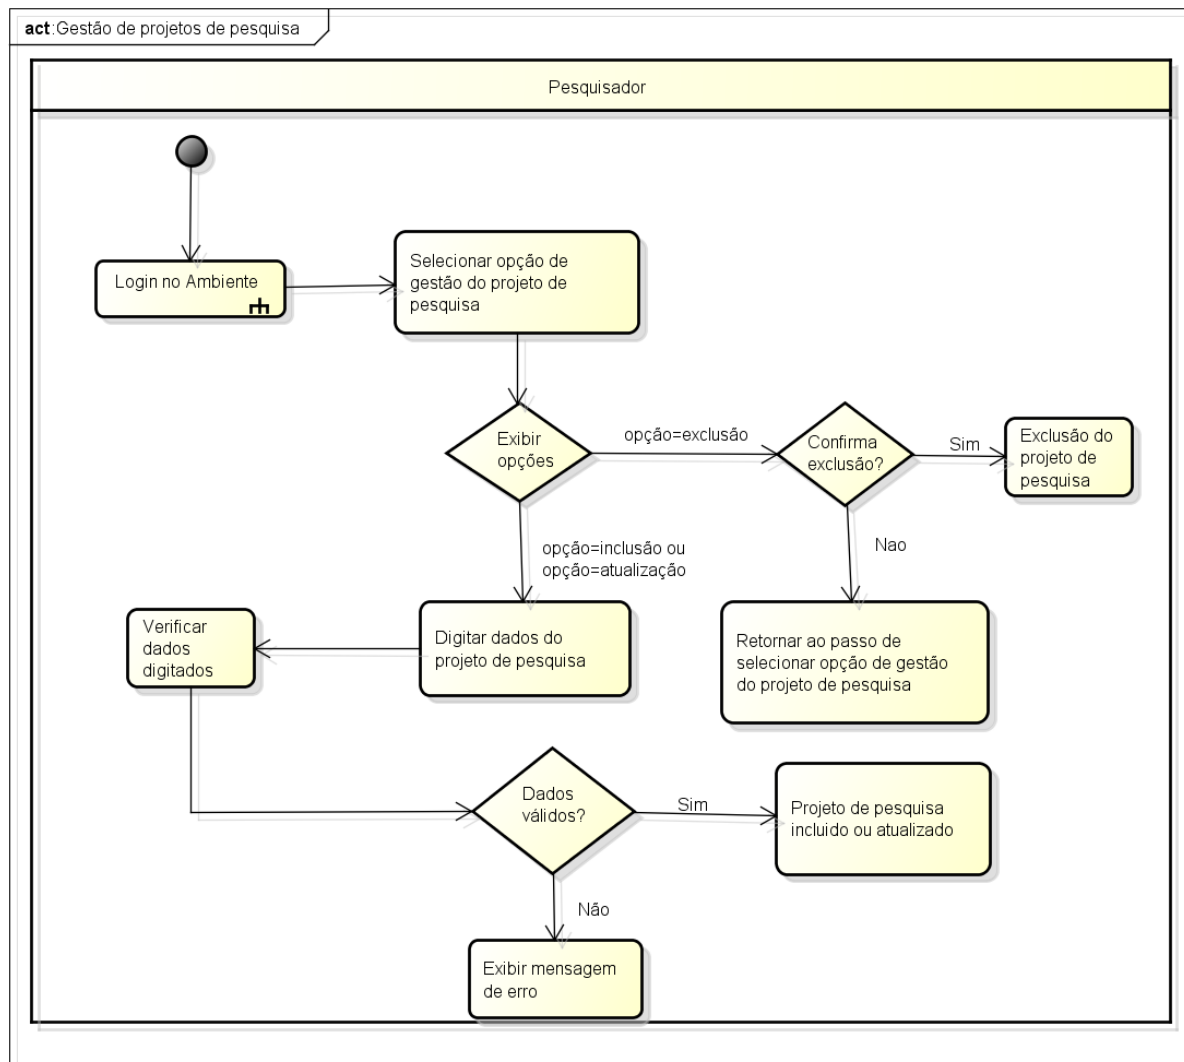 act:Gestão de projetos de pesquisa
Pesquisador
Login no Ambiente
Selecionar opção de
gestão do projeto de
pesquisa
Exibir
opções
opção=exclusão
Confirma
exclusão?
Sim
Exclusão do
projeto de
pesquisa
opção=inclusão ou
opção=atualização
Nao
Verificar
dados
digitados
Digitar dados do
projeto de pesquisa
Retornar ao passo de
selecionar opção de gestão
do projeto de pesquisa
Dados
válidos?
Sim
Projeto de pesquisa
incluido ou atualizado
Não
Exibir mensagem
de erro